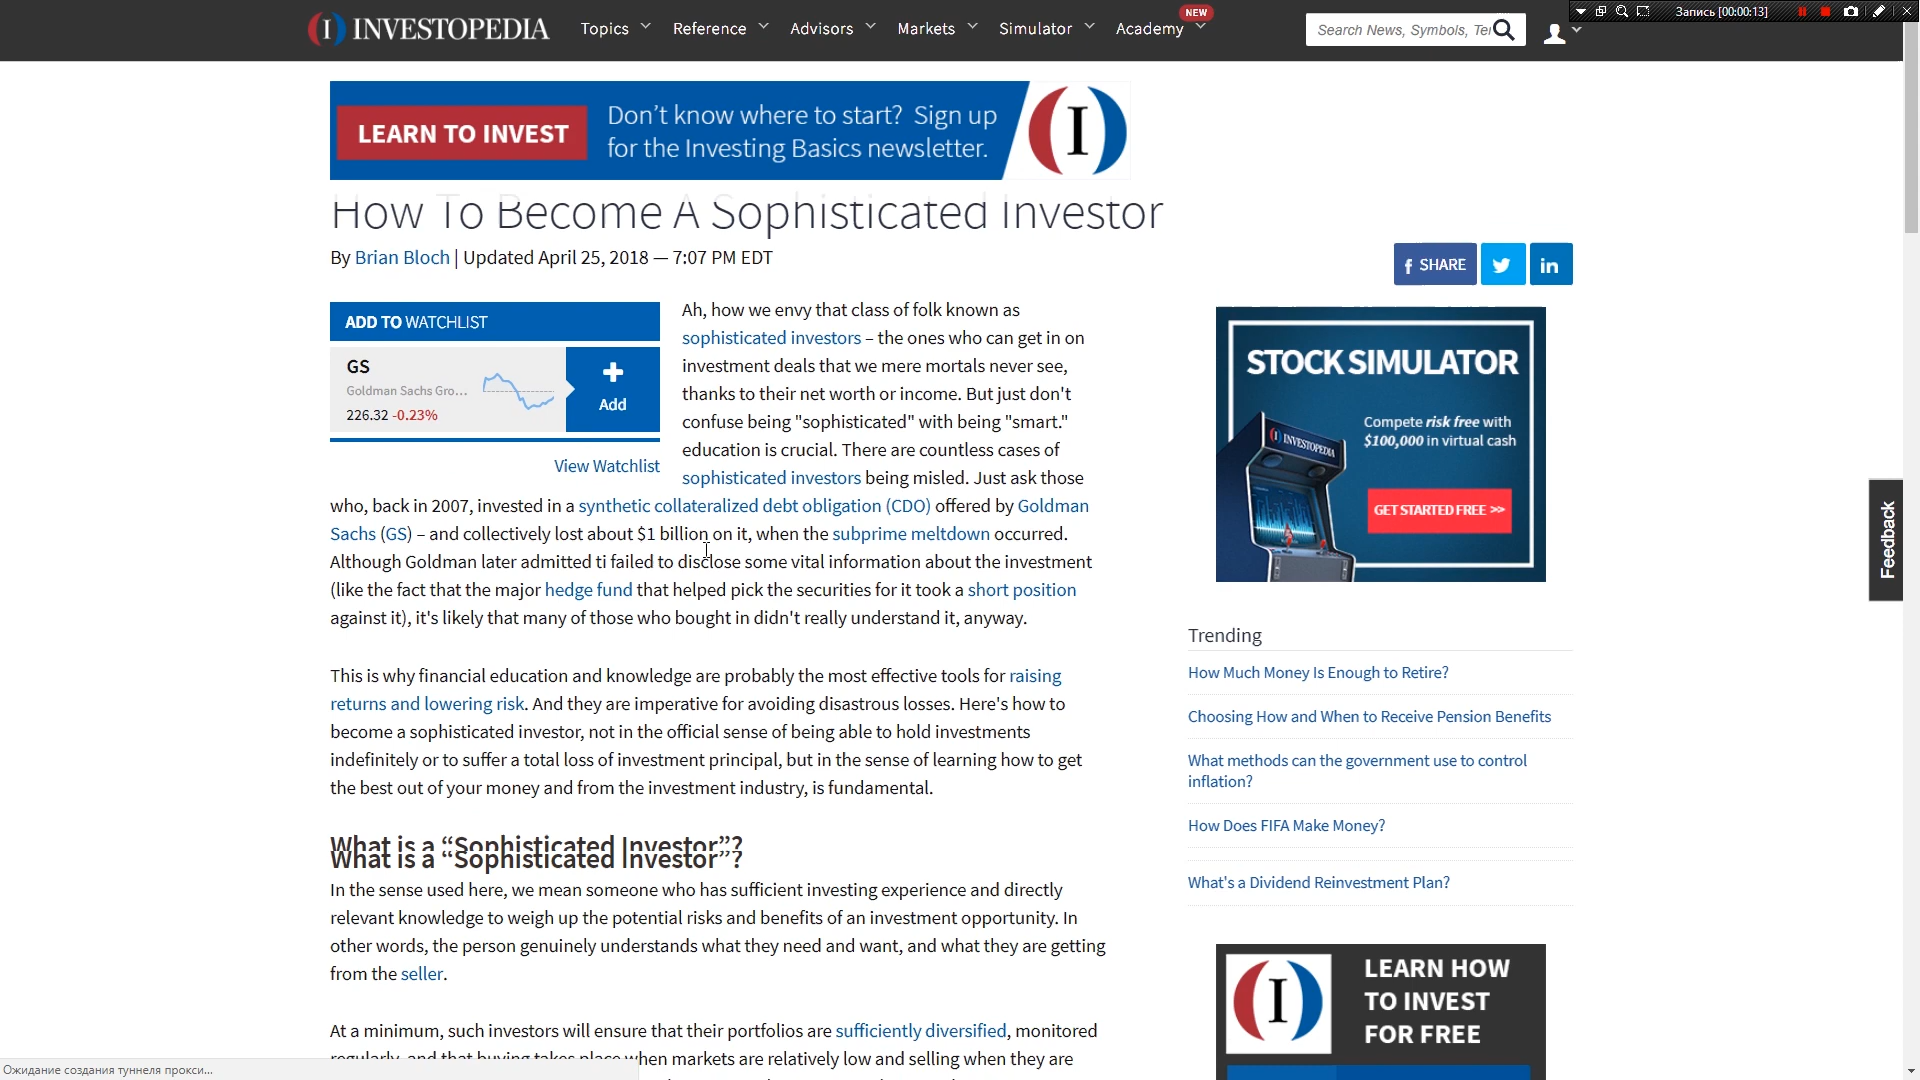 INVESTOPEDIA
Topics
Reference
Advisors
Markets
Simulator
Academy
NEW
Search News, Symbols, Ter
Запись [00:00:13]
LEARN TO INVEST
Don’t know where to start? Sign up
for the Investing Basics newsletter.
I
How To Become A Sophisticated Investor
By Brian Bloch | Updated April 25, 2018 — 7:07 PM EDT
f SHARE
in
ADD TO WATCHLIST
GS
Goldman Sachs Gro...
226.32 -0.23%
Add
View Watchlist
Ah, how we envy that class of folk known as
sophisticated investors – the ones who can get in on
investment deals that we mere mortals never see,
thanks to their net worth or income. But just don't
confuse being "sophisticated" with being "smart."
education is crucial. There are countless cases of
sophisticated investors being misled. Just ask those
who, back in 2007, invested in a synthetic collateralized debt obligation (CDO) offered by Goldman
Sachs (GS) – and collectively lost about $1 billion on it, when the subprime meltdown occurred.
Although Goldman later admitted ti failed to disclose some vital information about the investment
(like the fact that the major hedge fund that helped pick the securities for it took a short position
against it), it's likely that many of those who bought in didn't really understand it, anyway.
This is why financial education and knowledge are probably the most effective tools for raising
returns and lowering risk. And they are imperative for avoiding disastrous losses. Here's how to
become a sophisticated investor, not in the official sense of being able to hold investments
indefinitely or to suffer a total loss of investment principal, but in the sense of learning how to get
the best out of your money and from the investment industry, is fundamental.
What is a “Sophisticated Investor”?
What is a “Sophisticated Investor”?
In the sense used here, we mean someone who has sufficient investing experience and directly
relevant knowledge to weigh up the potential risks and benefits of an investment opportunity. In
other words, the person genuinely understands what they need and want, and what they are getting
from the seller.
At a minimum, such investors will ensure that their portfolios are sufficiently diversified, monitored
regularly, and that buying takes place when markets are relatively low and selling when they are
STOCK SIMULATOR
Compete risk free with
$100,000 in virtual cash
INVESTOPEDIA
GET STARTED FREE >>
Trending
How Much Money Is Enough to Retire?
Choosing How and When to Receive Pension Benefits
What methods can the government use to control
inflation?
How Does FIFA Make Money?
What's a Dividend Reinvestment Plan?
I
LEARN HOW
TO INVEST
FOR FREE
Feedback
Ожидание создания туннеля прокси...